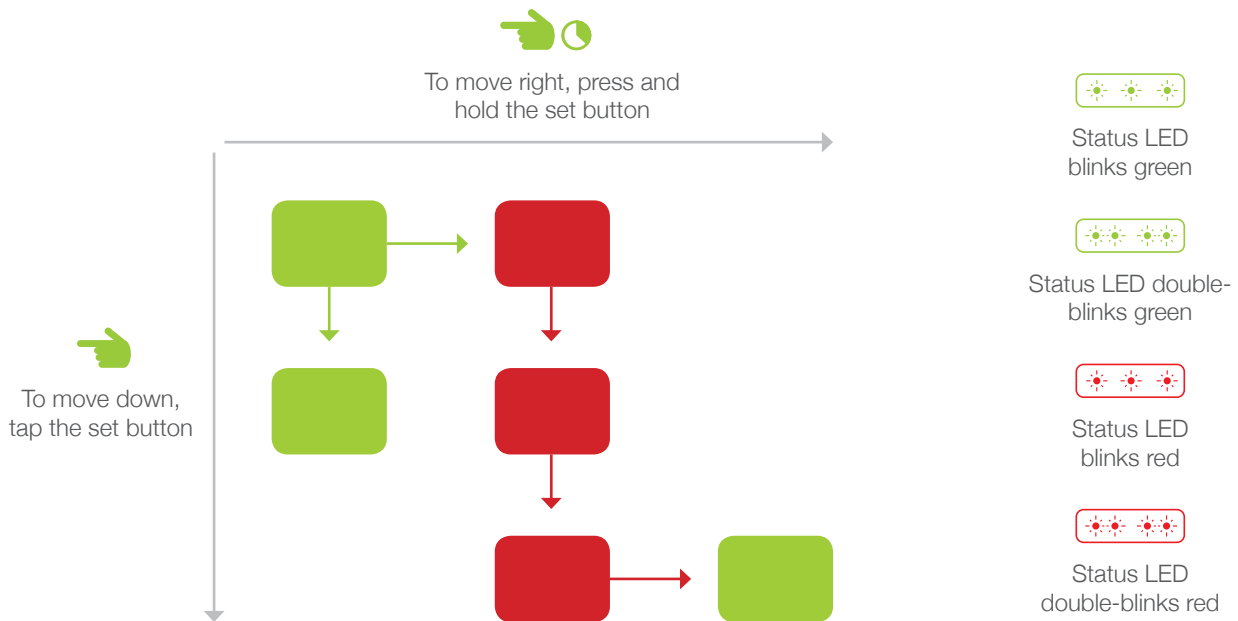 To move right, press and
hold the set button
To move down,
tap the set button
Status LED
blinks green
Status LED double-
blinks green
Status LED
blinks red
Status LED
double-blinks red